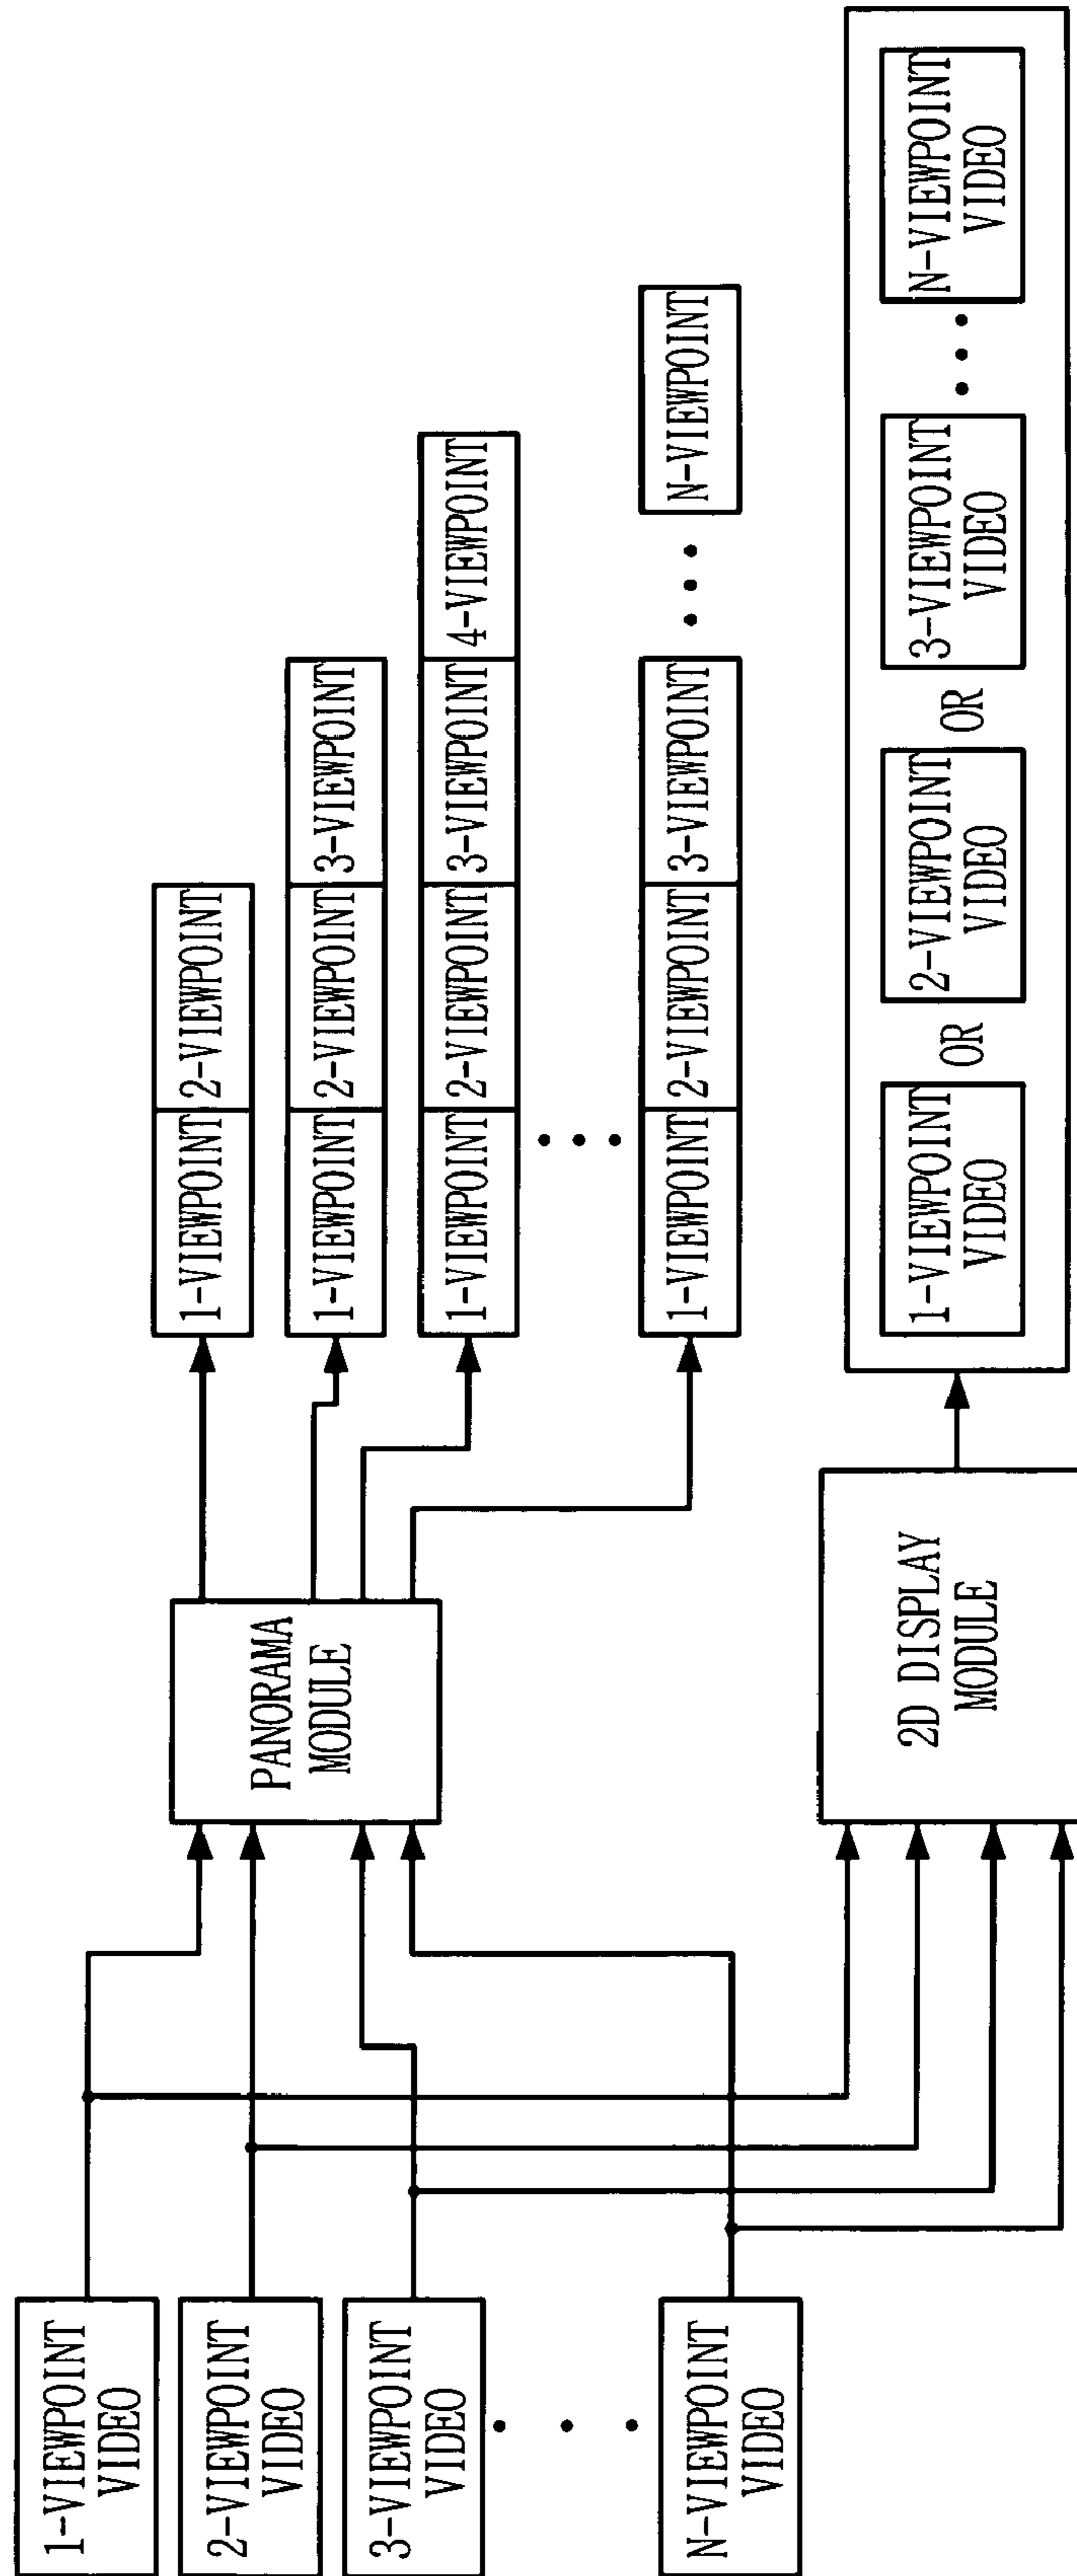 1-VIEWPOINT
VIDEO
2-VIEWPOINT
VIDEO
3-VIEWPOINT
VIDEO
N-VIEWPOINT
VIDEO
PANORAMA
MODULE
1-VIEWPOINT 2-VIEWPOINT
1-VIEWPOINT 2-VIEWPOINT 3-VIEWPOINT
1-VIEWPOINT 2-VIEWPOINT 3-VIEWPOINT 4-VIEWPOINT
1-VIEWPOINT 2-VIEWPOINT 3-VIEWPOINT N-VIEWPOINT
2D DISPLAY
MODULE
1-VIEWPOINT
VIDEO
OR
2-VIEWPOINT
VIDEO
OR
3-VIEWPOINT
VIDEO
N-VIEWPOINT
VIDEO